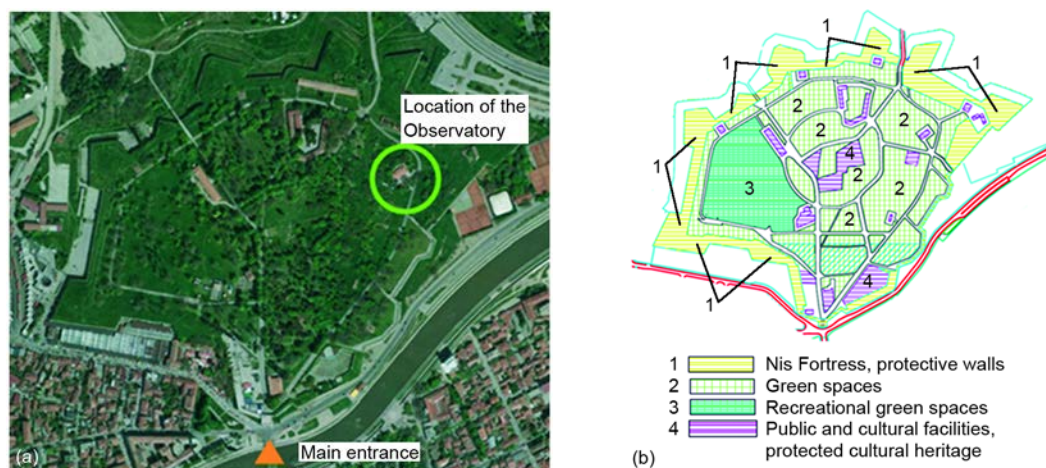 Location of the
Observatory
Main entrance
(a)
1
1
1
1
1
1
2
2
2
2
2
2
3
4
4
1 Nis Fortress, protective walls
2 Green spaces
3 Recreational green spaces
4 Public and cultural facilities,
protected cultural heritage
(b)